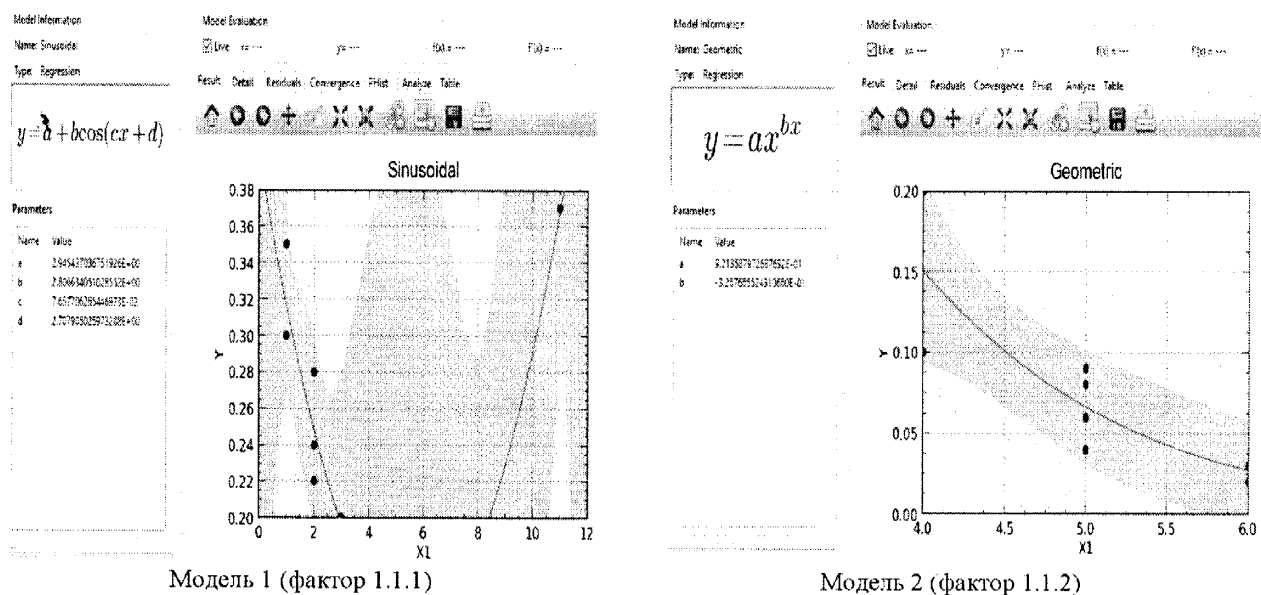 Model Information
Name: Sinusoidal
Type: Regression
y=a+bcos(cx+d)
Parameters
Name Value
a
b
c
d
Model Evaluation
Live x= --- y= --- f(x) = --- F'(x) = ---
Result Detail Residuals Convergence PHist Analyze Table
Sinusoidal
0.38
0.36
0.34
0.32
0.30
0.28
0.26
0.24
0.22
0.20
Y
0 2 4 6 8 10 12
X1
Модель 1 (фактор 1.1.1)
Model Information
Name: Geometric
Type: Regression
y=ax^{bx}
Parameters
Name Value
a
b
Model Evaluation
Live x= --- y= --- f(x) = --- F'(x) = ---
Result Detail Residuals Convergence PHist Analyze Table
Geometric
0.20
0.15
0.10
0.05
0.00
Y
4.0 4.5 5.0 5.5 6.0
X1
Модель 2 (фактор 1.1.2)